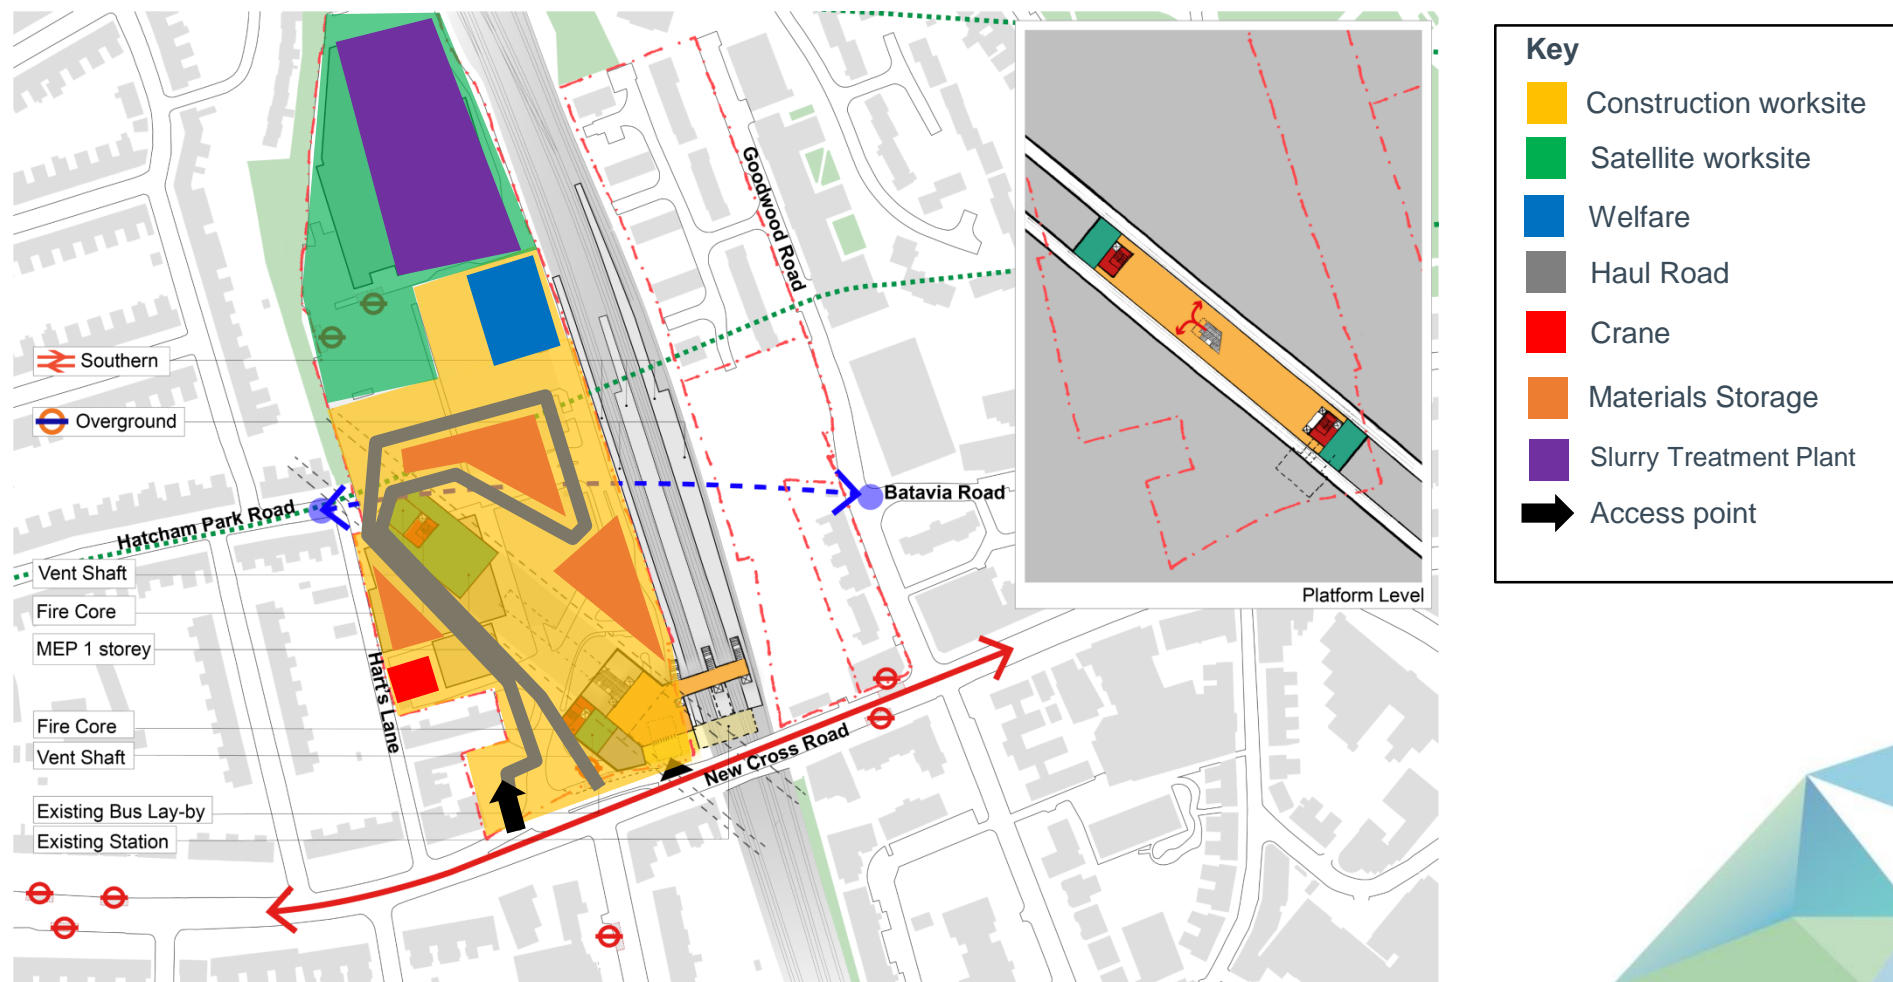 Southern
Overground
Hatcham Park Road
Vent Shaft
Fire Core
MEP 1 storey
Hart's Lane
Fire Core
Vent Shaft
Existing Bus Lay-by
Existing Station
New Cross Road
Goodwood Road
Batavia Road
Platform Level
Key
Construction worksite
Satellite worksite
Welfare
Haul Road
Crane
Materials Storage
Slurry Treatment Plant
Access point